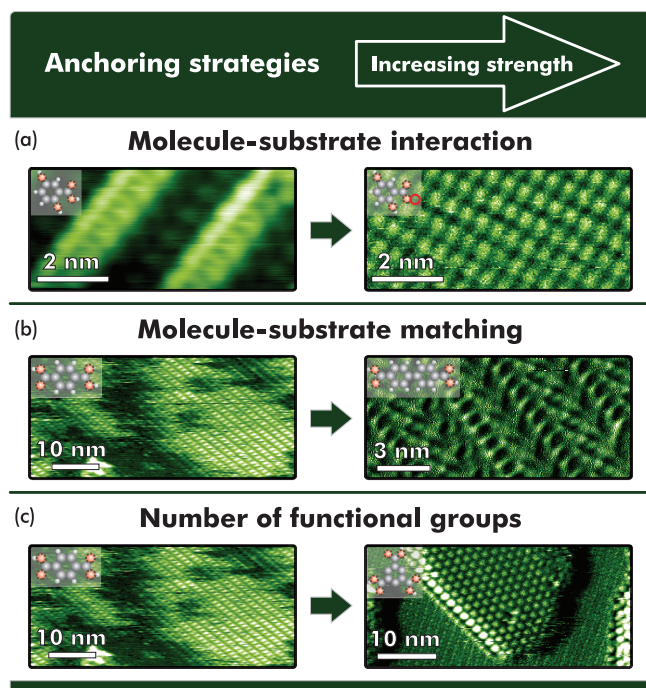 Anchoring strategies
Increasing strength
(a) Molecule-substrate interaction
2 nm
2 nm
(b) Molecule-substrate matching
10 nm
3 nm
(c) Number of functional groups
10 nm
10 nm